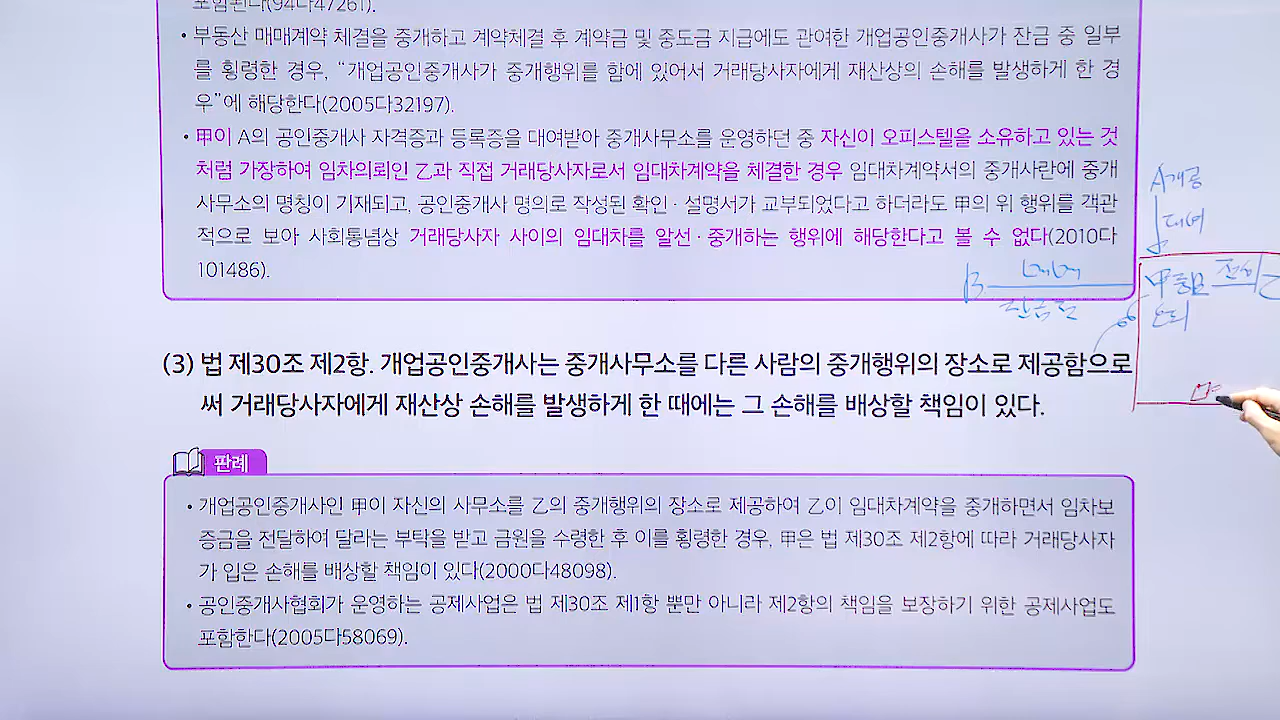 포함된다(94다47261).
• 부동산 매매계약 체결을 중개하고 계약체결 후 계약금 및 중도금 지급에도 관여한 개업공인중개사가 잔금 중 일부
를 횡령한 경우, “개업공인중개사가 중개행위를 함에 있어서 거래당사자에게 재산상의 손해를 발생하게 한 경
우”에 해당한다(2005다32197).
• 甲이 A의 공인중개사 자격증과 등록증을 대여받아 중개사무소를 운영하던 중 자신이 오피스텔을 소유하고 있는 것
처럼 가장하여 임차의뢰인 乙과 직접 거래당사자로서 임대차계약을 체결한 경우 임대차계약서의 중개사란에 중개
사무소의 명칭이 기재되고, 공인중개사 명의로 작성된 확인·설명서가 교부되었다고 하더라도 甲의 위 행위를 객관
적으로 보아 사회통념상 거래당사자 사이의 임대차를 알선·중개하는 행위에 해당한다고 볼 수 없다(2010다
101486).
A개공
대여
B 매매
甲
(3) 법 제30조 제2항. 개업공인중개사는 중개사무소를 다른 사람의 중개행위의 장소로 제공함으로
써 거래당사자에게 재산상 손해를 발생하게 한 때에는 그 손해를 배상할 책임이 있다.
판례
• 개업공인중개사인 甲이 자신의 사무소를 乙의 중개행위의 장소로 제공하여 乙이 임대차계약을 중개하면서 임차보
증금을 전달하여 달라는 부탁을 받고 금원을 수령한 후 이를 횡령한 경우, 甲은 법 제30조 제2항에 따라 거래당사자
가 입은 손해를 배상할 책임이 있다(2000다48098).
• 공인중개사협회가 운영하는 공제사업은 법 제30조 제1항 뿐만 아니라 제2항의 책임을 보장하기 위한 공제사업도
포함한다(2005다58069).